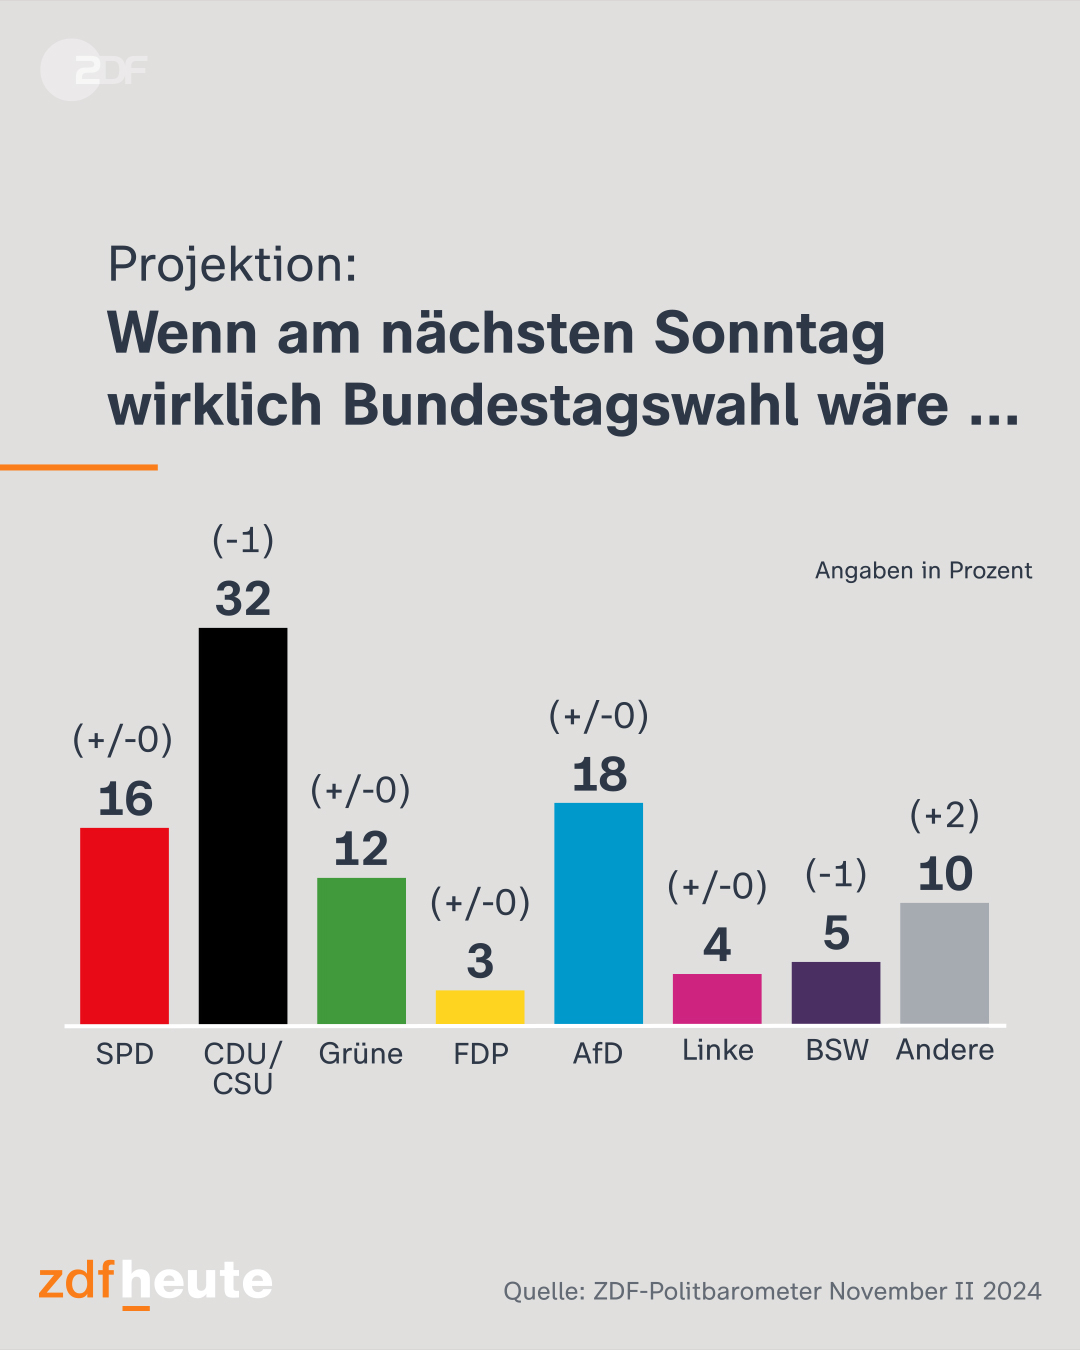 ZDF
Projektion:
Wenn am nächsten Sonntag
wirklich Bundestagswahl wäre ...
Angaben in Prozent
(+/-0)
16
SPD
(-1)
32
CDU/
CSU
(+/-0)
12
Grüne
(+/-0)
3
FDP
(+/-0)
18
AfD
(+/-0)
4
Linke
(-1)
5
BSW
(+2)
10
Andere
zdfheute
Quelle: ZDF-Politbarometer November II 2024